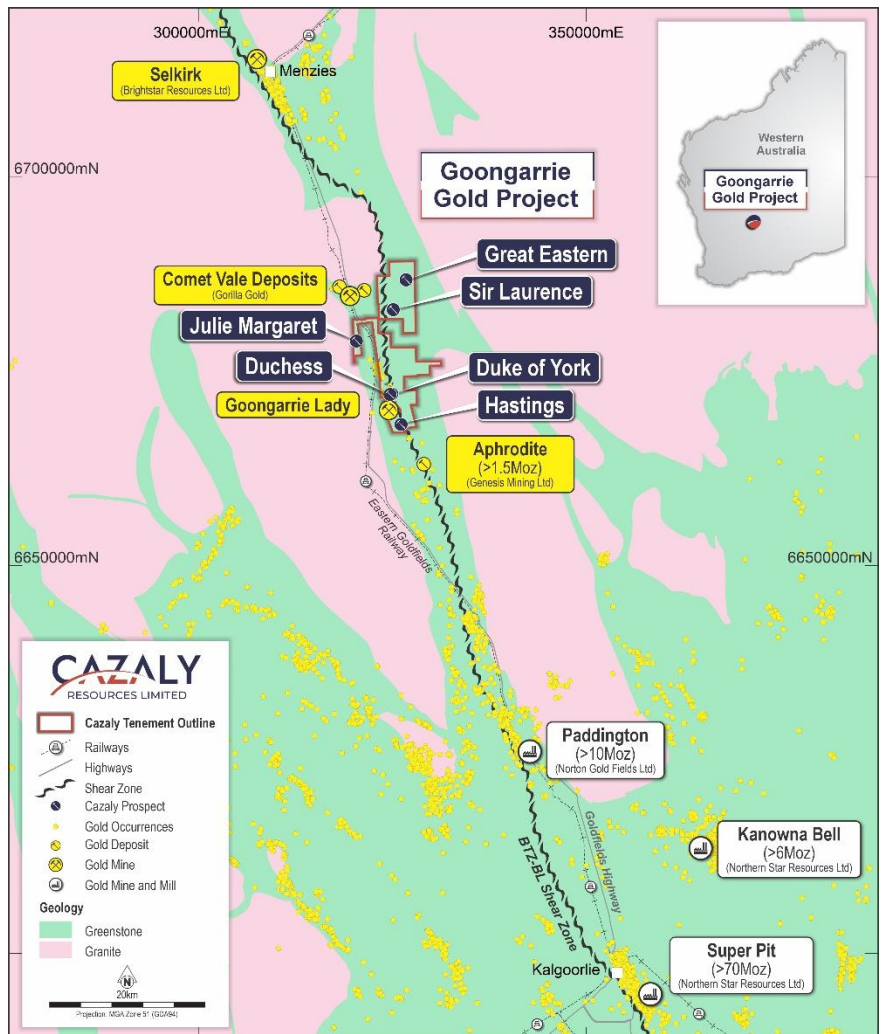 300000mE
350000mE
Selkirk
(Brightstar Resources Ltd)
Menzies
Western
Australia
Goongarrie
Gold Project
6700000mN
Goongarrie
Gold Project
Great Eastern
Comet Vale Deposits
(Gorilla Gold)
Sir Laurence
Julie Margaret
Duchess
Duke of York
Goongarrie Lady
Hastings
Aphrodite
(>1.5Moz)
(Genesis Mining Ltd)
Eastern Goldfields
Railway
6650000mN
6650000mN
CAZALY
RESOURCES LIMITED
Cazaly Tenement Outline
Railways
Highways
Shear Zone
Cazaly Prospect
Gold Occurrences
Gold Deposit
Gold Mine
Gold Mine and Mill
Geology
Greenstone
Granite
N
20km
Projection: MGA Zone 51 (GDA94)
Paddington
(>10Moz)
(Norton Gold Fields Ltd)
Goldfields Highway
BTZ-BL Shear Zone
Kanowna Bell
(>6Moz)
(Northern Star Resources Ltd)
Super Pit
(>70Moz)
(Northern Star Resources Ltd)
Kalgoorlie